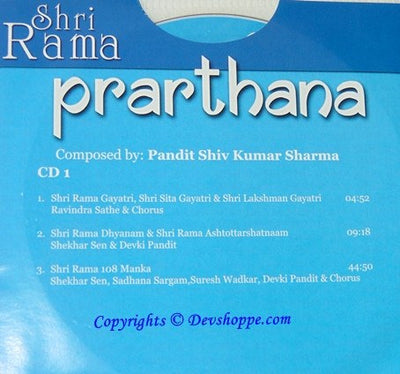 Shri
Rama
prarthana
Composed by: Pandit Shiv Kumar Sharma
CD 1
1. Shri Rama Gayatri, Shri Sita Gayatri & Shri Lakshman Gayatri 04:52
Ravindra Sathe & Chorus
2. Shri Rama Dhyanam & Shri Rama Ashtottarshatnaam 09:18
Shekhar Sen & Devki Pandit
3. Shri Rama 108 Manka 44:50
Shekhar Sen, Sadhana Sargam,Suresh Wadkar, Devki Pandit & Chorus
Copyrights © Devshoppe.com